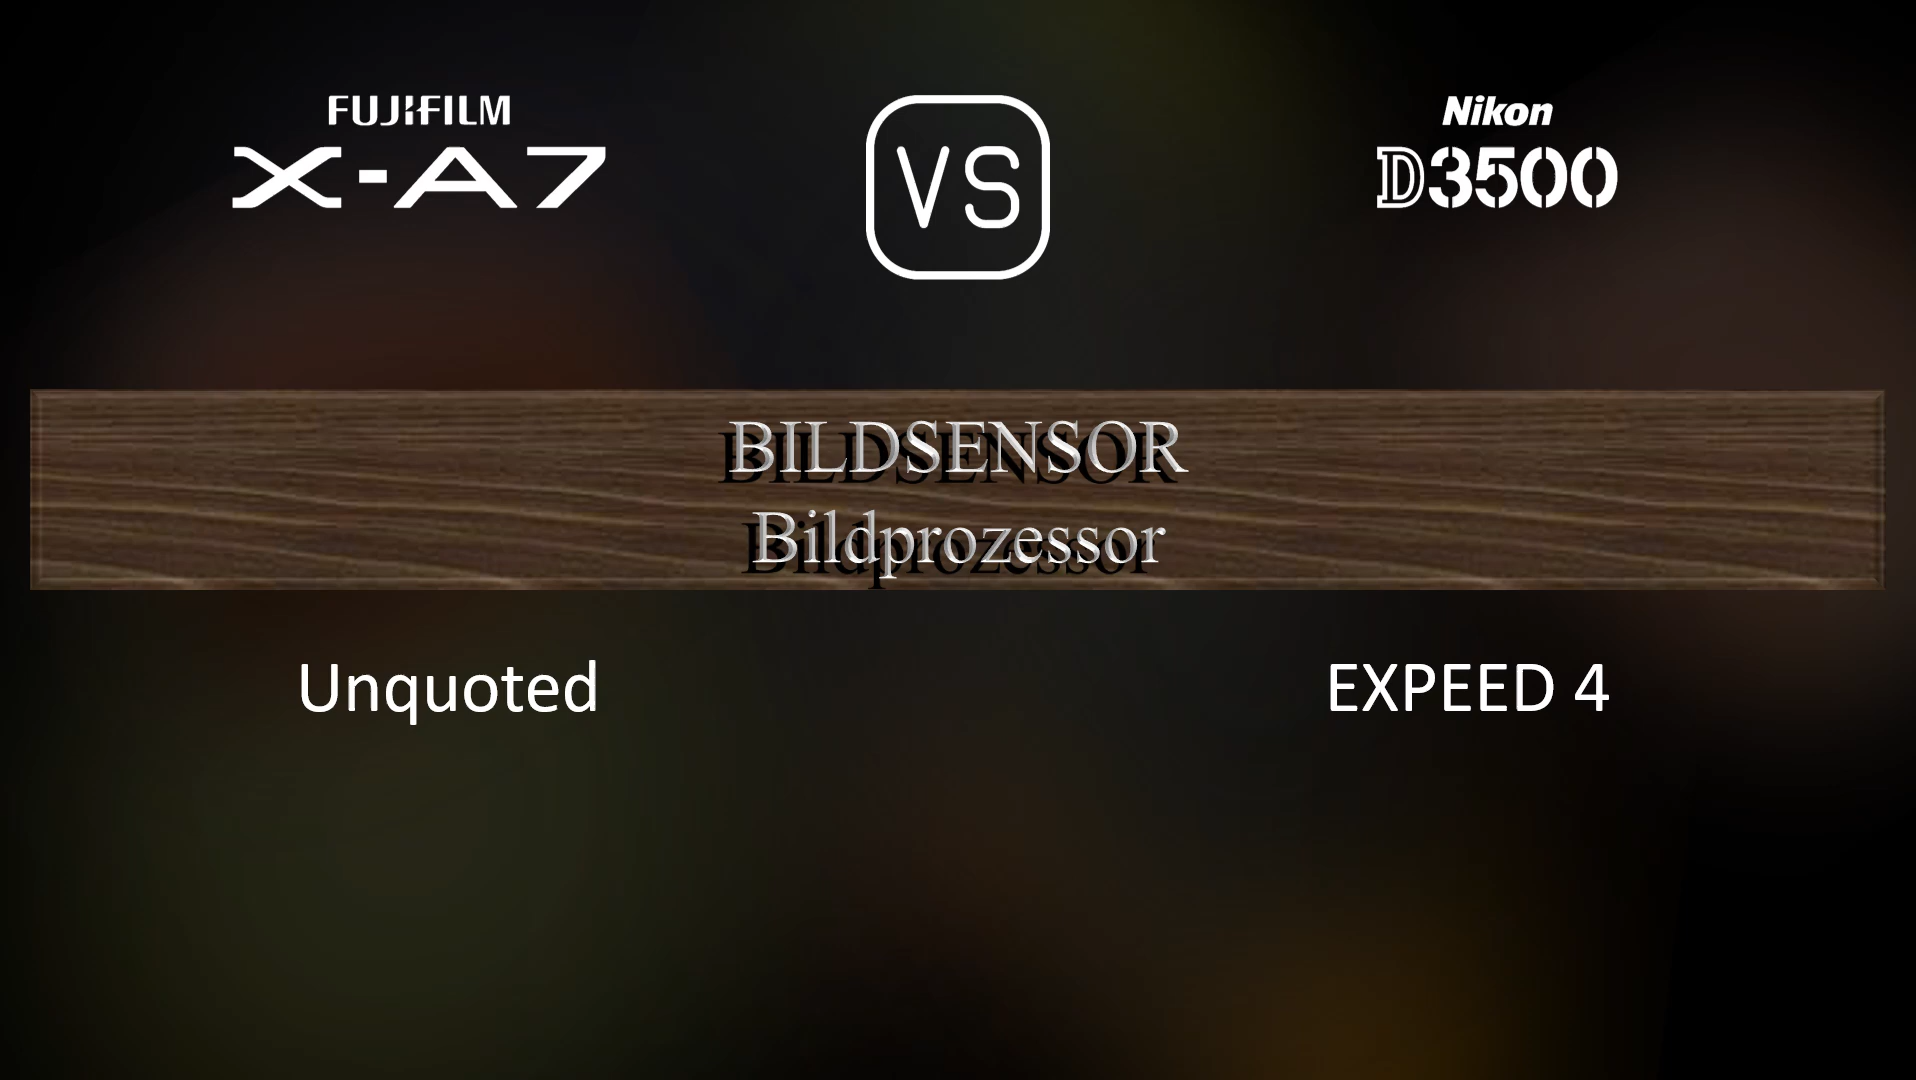 FUJIFILM
X-A7
VS
Nikon
D3500
BILDSENSOR
Bildprozessor
Unquoted
EXPEED 4